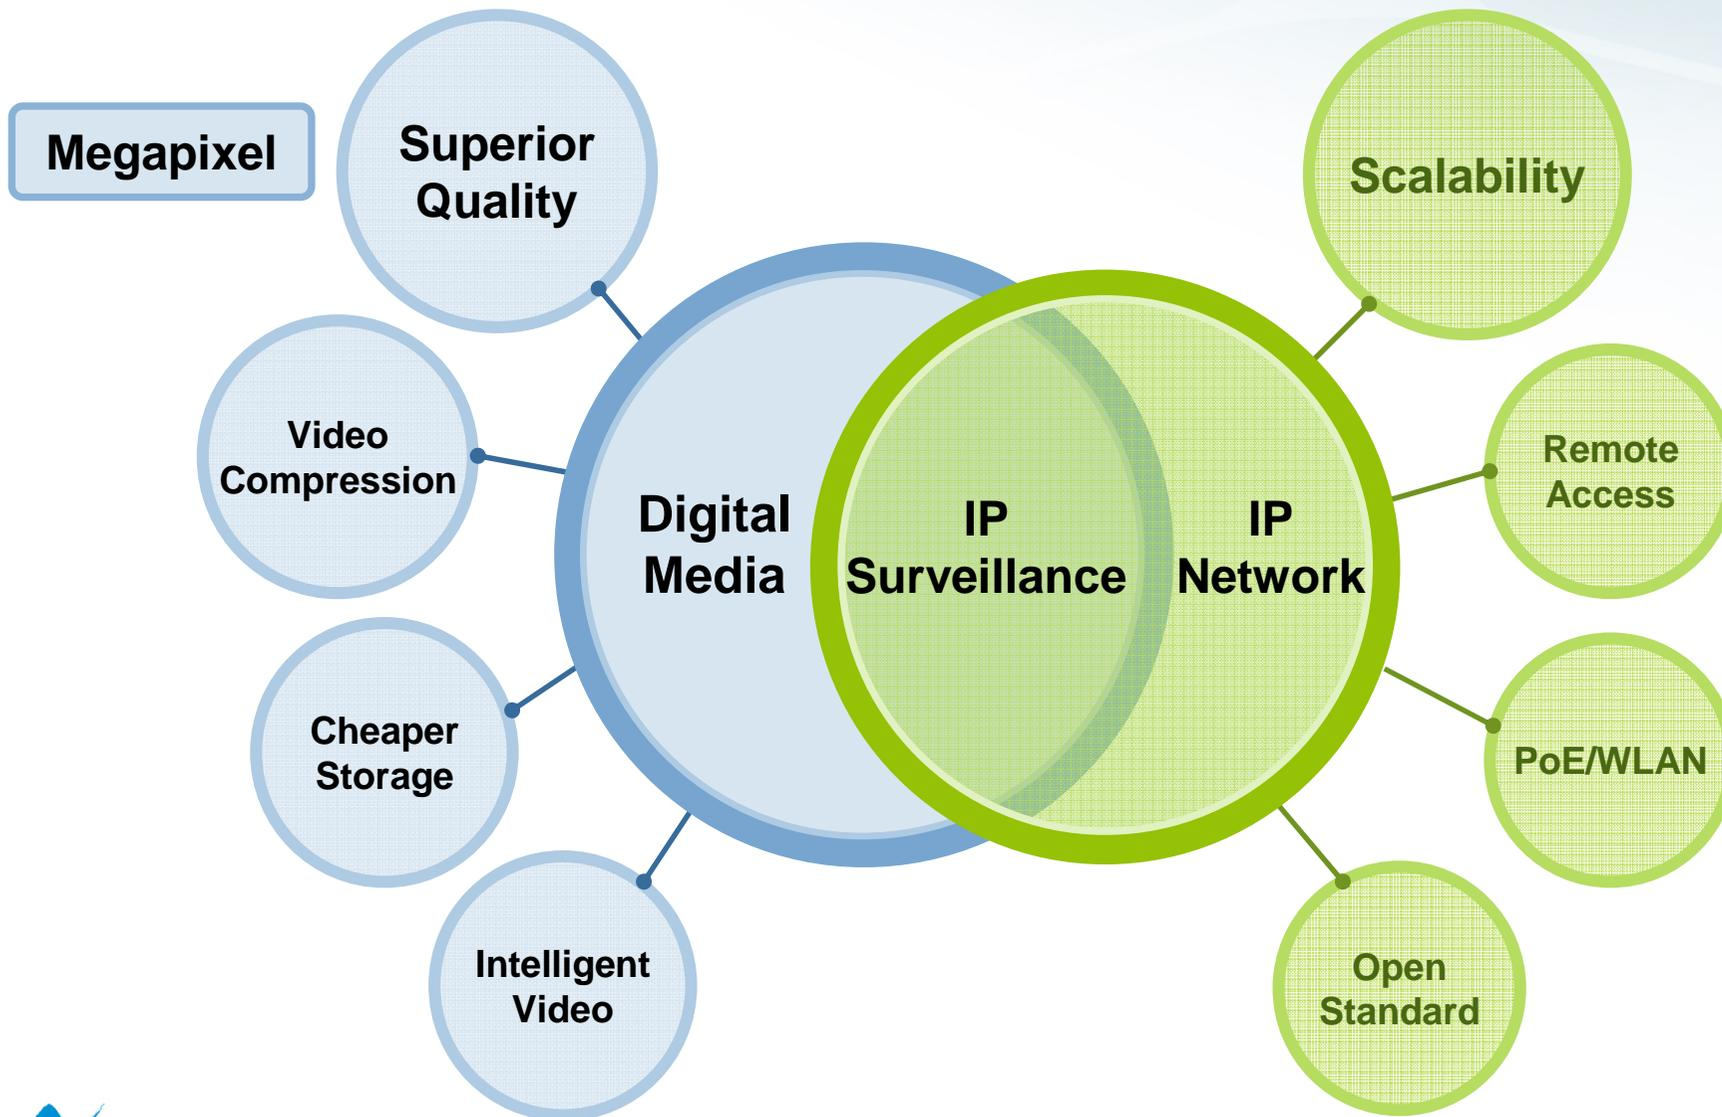 Megapixel
Superior
Quality
Scalability
Video
Compression
Remote
Access
Digital
Media
IP
Surveillance
IP
Network
Cheaper
Storage
PoE/WLAN
Intelligent
Video
Open
Standard